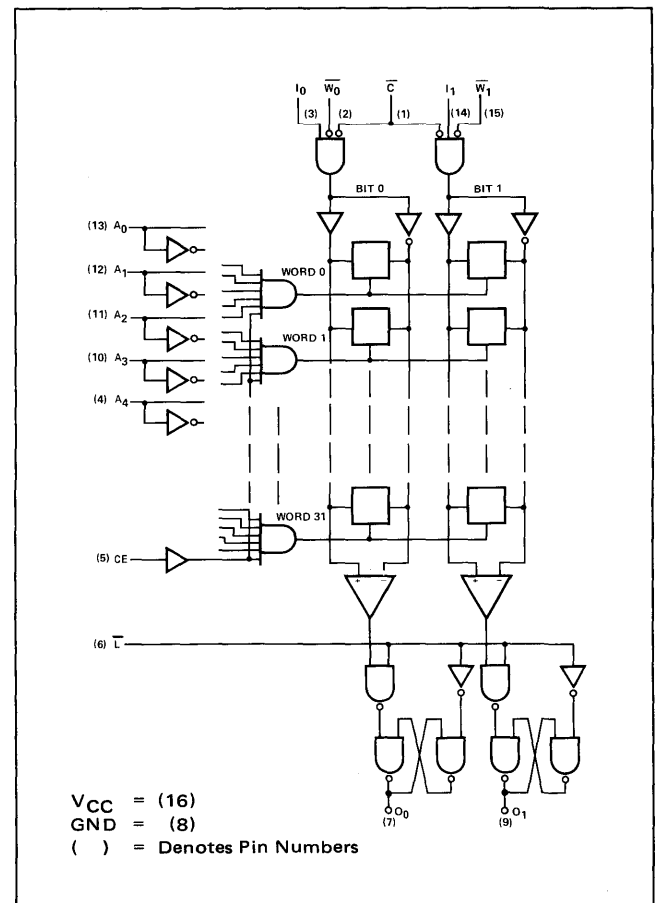 I0 W̅0̅ C̅ I1 W̅1̅
(3) (2) (1) (14) (15)
BIT 0 BIT 1
(13) A0
(12) A1
WORD 0
(11) A2
WORD 1
(10) A3
(4) A4
WORD 31
(5) CE
+ − + −
(6) L̅
O0 O1
(7) (9)
VCC = (16)
GND = (8)
( ) = Denotes Pin Numbers